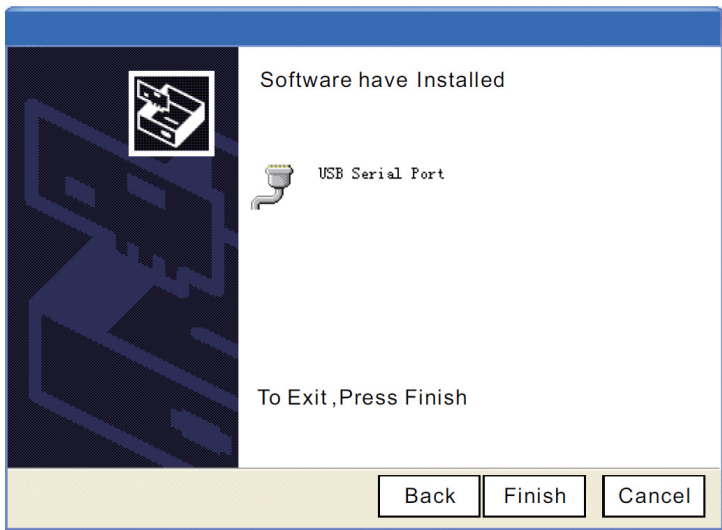 Software have Installed
USB Serial Port
To Exit ,Press Finish
Back
Finish
Cancel